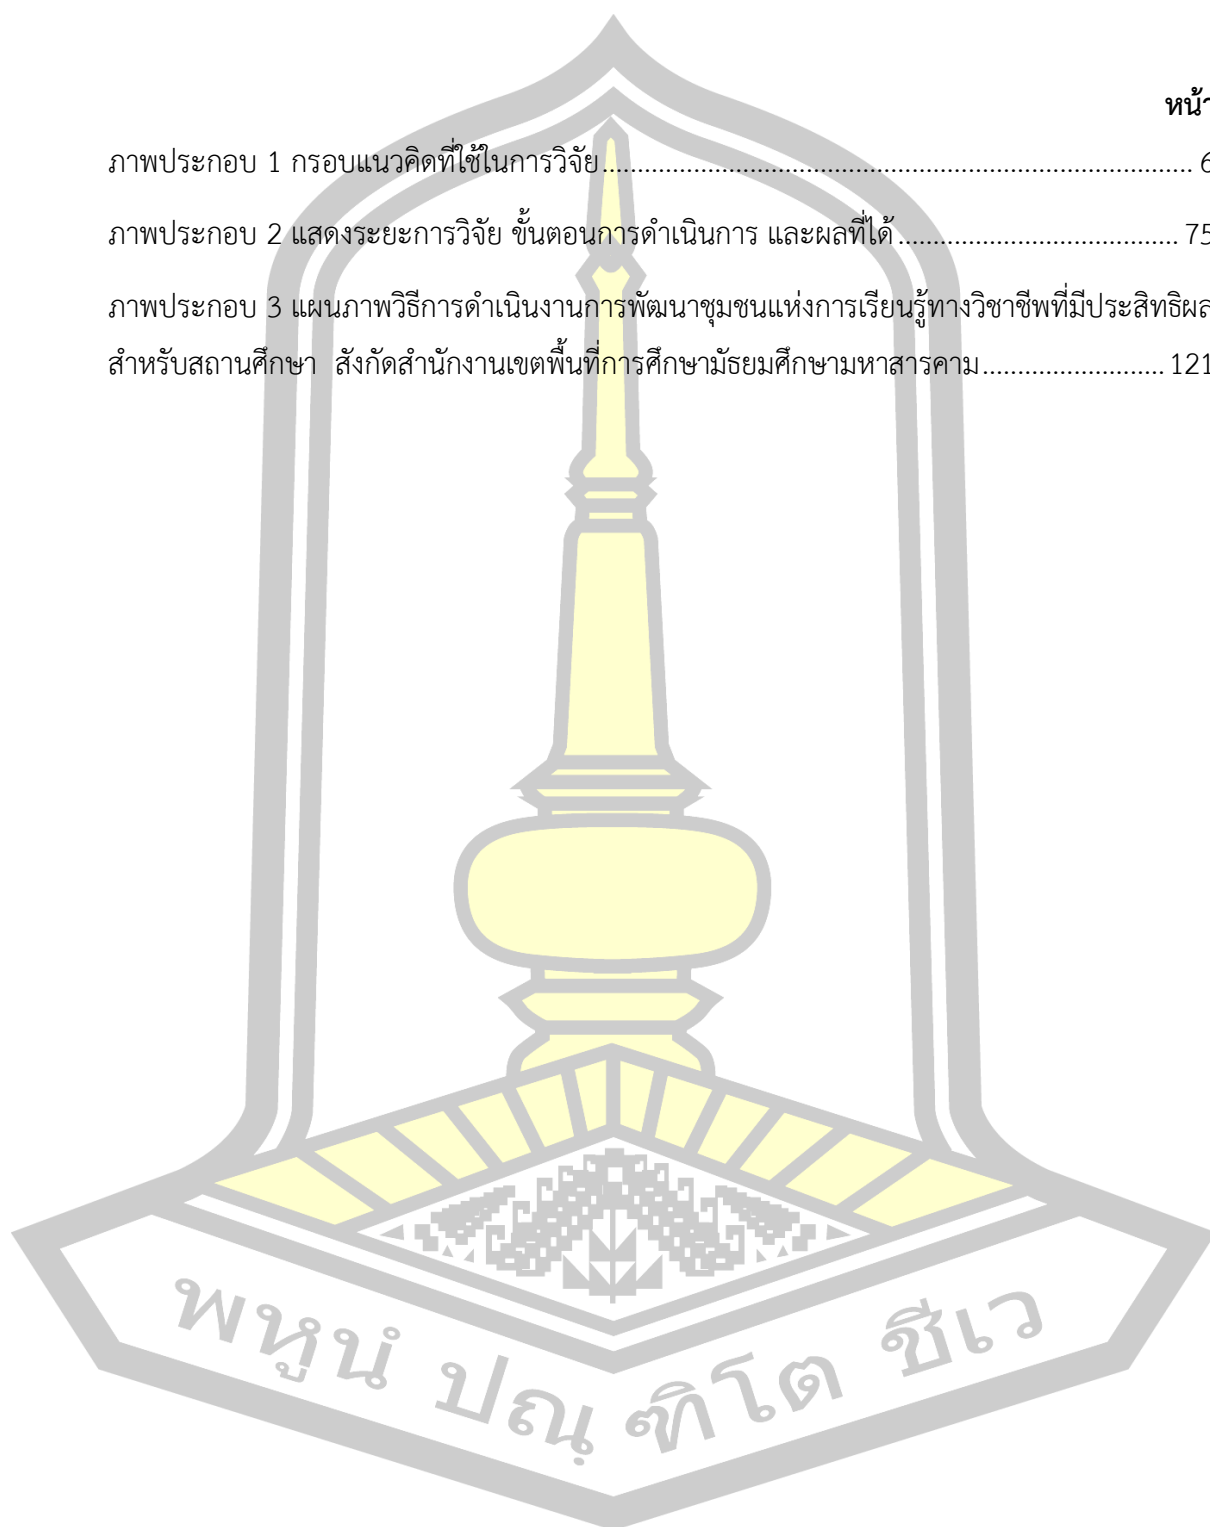 หน้า
ภาพประกอบ 1 กรอบแนวคิดที่ใช้ในการวิจัย.................................................................................... 6
ภาพประกอบ 2 แสดงระยะการวิจัย ขั้นตอนการดำเนินการ และผลที่ได้........................................ 75
ภาพประกอบ 3 แผนภาพวิธีการดำเนินงานการพัฒนาชุมชนแห่งการเรียนรู้ทางวิชาชีพที่มีประสิทธิผล
สำหรับสถานศึกษา สังกัดสำนักงานเขตพื้นที่การศึกษามัธยมศึกษามหาสารคาม.......................... 121
พหูนํ ปณฺฑิโต ชีเว